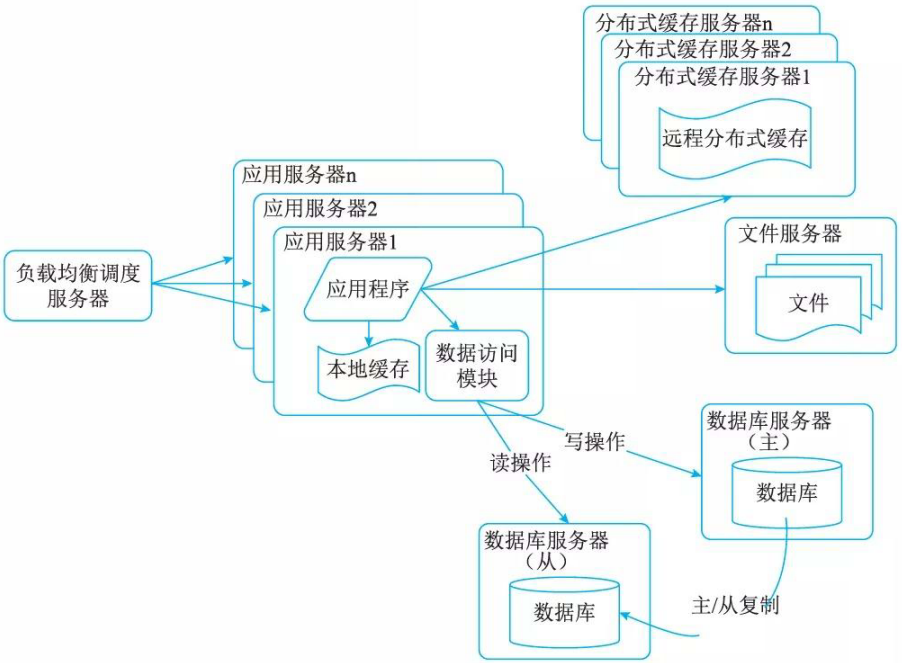 分布式缓存服务器n
分布式缓存服务器2
分布式缓存服务器1
远程分布式缓存
应用服务器n
应用服务器2
应用服务器1
负载均衡调度
服务器
应用程序
本地缓存
数据访问
模块
文件服务器
文件
写操作
读操作
数据库服务器
（主）
数据库
数据库服务器
（从）
数据库
主/从复制